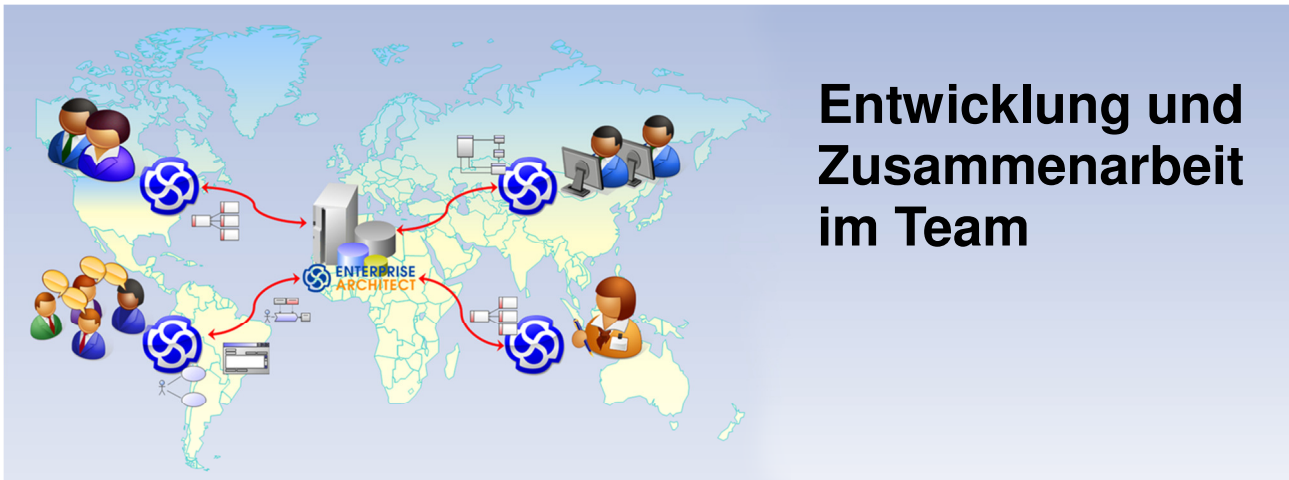 Entwicklung und
Zusammenarbeit
im Team
ENTERPRISE
ARCHITECT